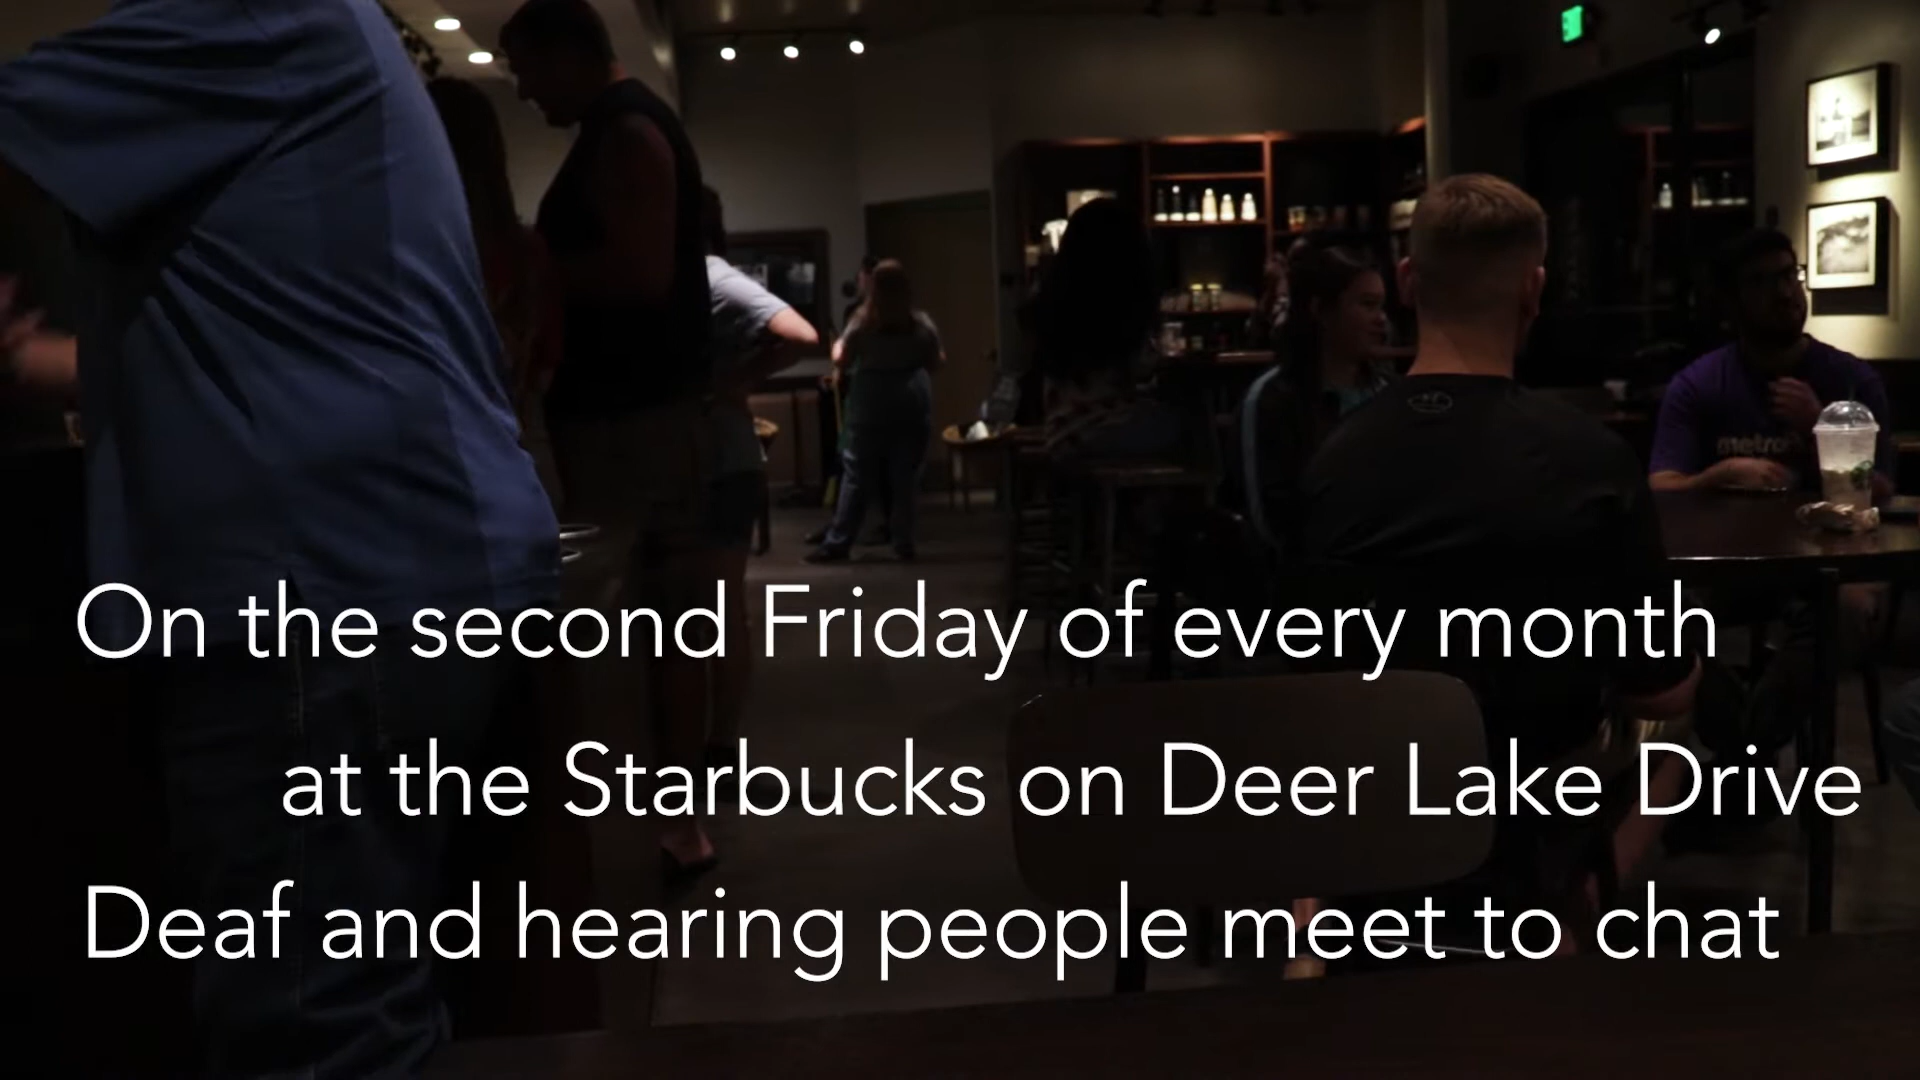 On the second Friday of every month
at the Starbucks on Deer Lake Drive
Deaf and hearing people meet to chat
metro